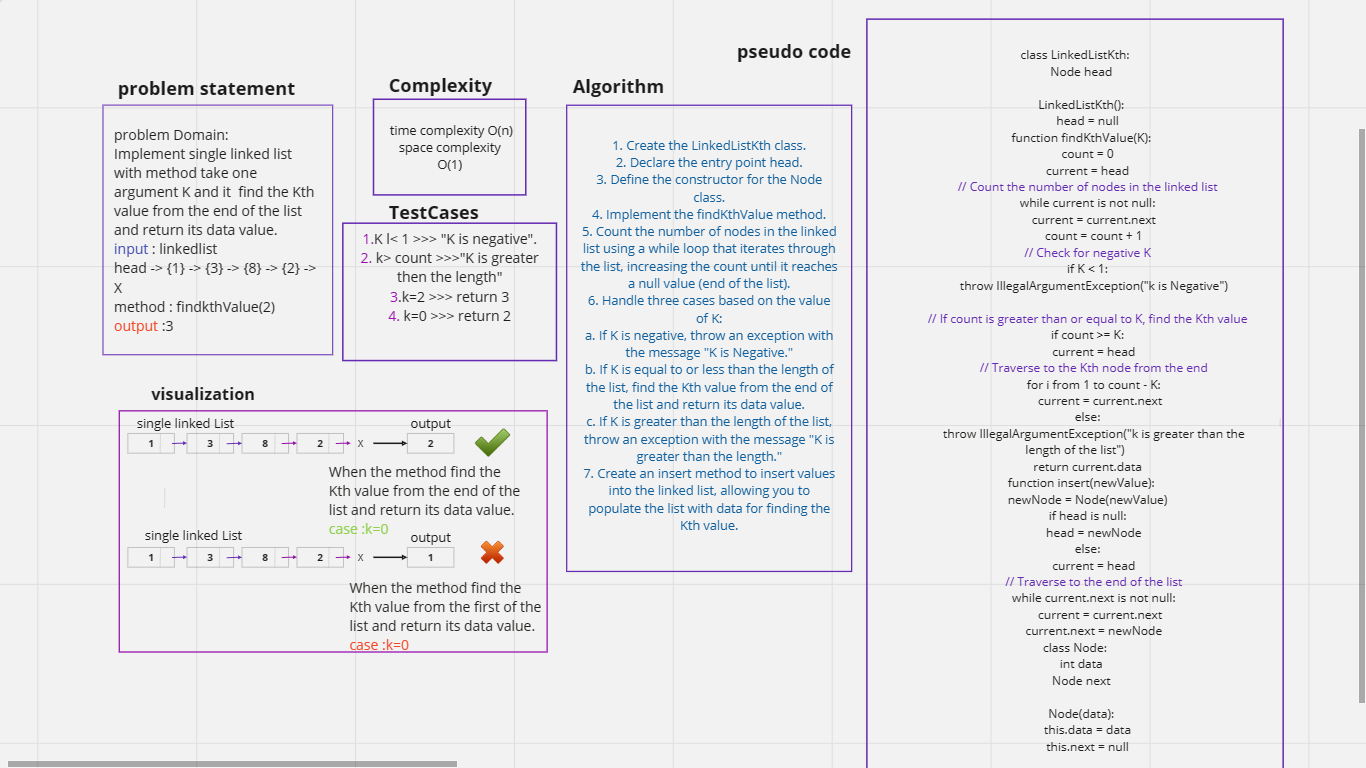 problem statement
problem Domain:
Implement single linked list
with method take one
argument K and it  find the Kth
value from the end of the list
and return its data value.
input : linkedlist
head -> {1} -> {3} -> {8} -> {2} ->
X
method : findkthValue(2)
output :3
Complexity
time complexity O(n)
space complexity
O(1)
TestCases
1.K l< 1 >>> "K is negative".
2. k> count >>>"K is greater
then the length"
3.k=2 >>> return 3
4. k=0 >>> return 2
visualization
single linked List
output
1
3
8
2
X
2
When the method find the
Kth value from the end of the
list and return its data value.
case :k=0
single linked List
output
1
3
8
2
X
1
When the method find the
Kth value from the first of the
list and return its data value.
case :k=0
Algorithm
1. Create the LinkedListKth class.
2. Declare the entry point head.
3. Define the constructor for the Node
class.
4. Implement the findKthValue method.
5. Count the number of nodes in the linked
list using a while loop that iterates through
the list, increasing the count until it reaches
a null value (end of the list).
6. Handle three cases based on the value
of K:
a. If K is negative, throw an exception with
the message "K is Negative."
b. If K is equal to or less than the length of
the list, find the Kth value from the end of
the list and return its data value.
c. If K is greater than the length of the list,
throw an exception with the message "K is
greater than the length."
7. Create an insert method to insert values
into the linked list, allowing you to
populate the list with data for finding the
Kth value.
pseudo code
class LinkedListKth:
Node head
LinkedListKth():
head = null
function findKthValue(K):
count = 0
current = head
// Count the number of nodes in the linked list
while current is not null:
current = current.next
count = count + 1
// Check for negative K
if K < 1:
throw IllegalArgumentException("k is Negative")
// If count is greater than or equal to K, find the Kth value
if count >= K:
current = head
// Traverse to the Kth node from the end
for i from 1 to count - K:
current = current.next
else:
throw IllegalArgumentException("k is greater than the
length of the list")
return current.data
function insert(newValue):
newNode = Node(newValue)
if head is null:
head = newNode
else:
current = head
// Traverse to the end of the list
while current.next is not null:
current = current.next
current.next = newNode
class Node:
int data
Node next
Node(data):
this.data = data
this.next = null